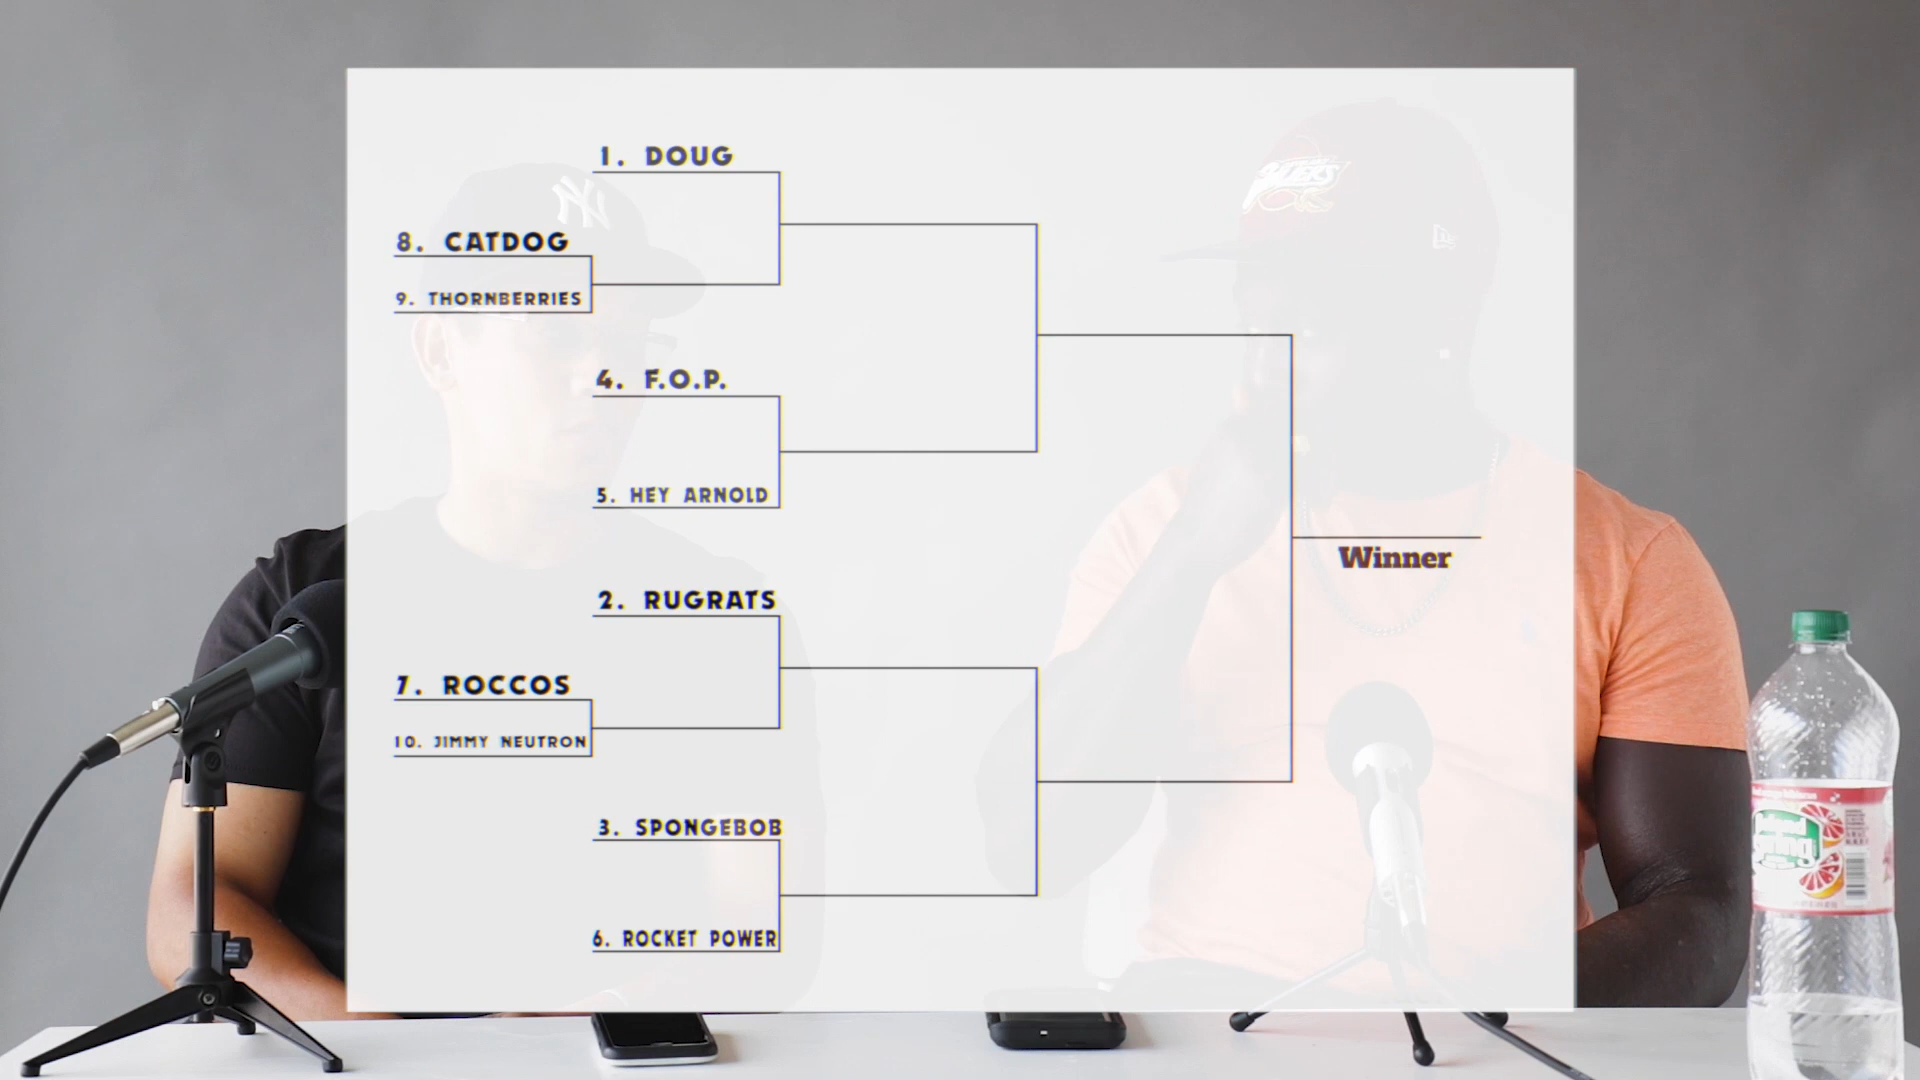 1. DOUG
8. CATDOG
9. THORNBERRIES
4. F.O.P.
5. HEY ARNOLD
2. RUGRATS
7. ROCCOS
10. JIMMY NEUTRON
3. SPONGEBOB
6. ROCKET POWER
Winner
NY